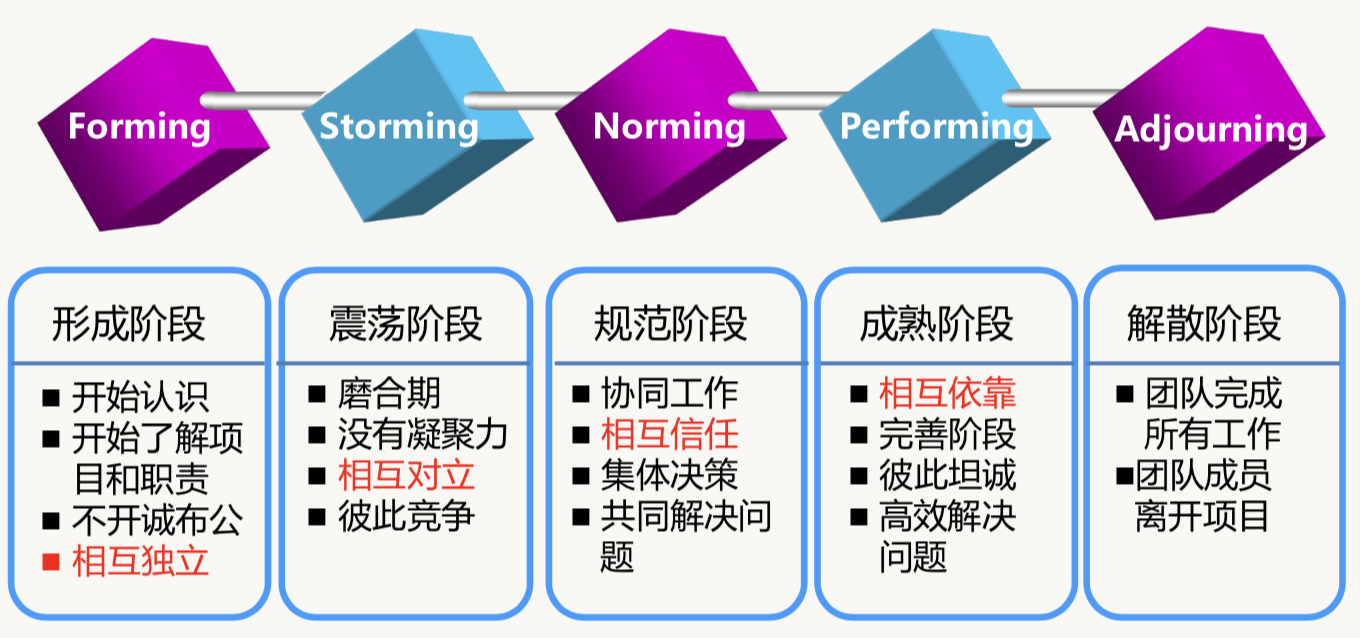 Forming
Storming
Norming
Performing
Adjourning
形成阶段
■ 开始认识
■ 开始了解项
目和职责
■ 不开诚布公
■ 相互独立
震荡阶段
■ 磨合期
■ 没有凝聚力
■ 相互对立
■ 彼此竞争
规范阶段
■ 协同工作
■ 相互信任
■ 集体决策
■ 共同解决问
题
成熟阶段
■ 相互依靠
■ 完善阶段
■ 彼此坦诚
■ 高效解决
问题
解散阶段
■ 团队完成
所有工作
■团队成员
离开项目